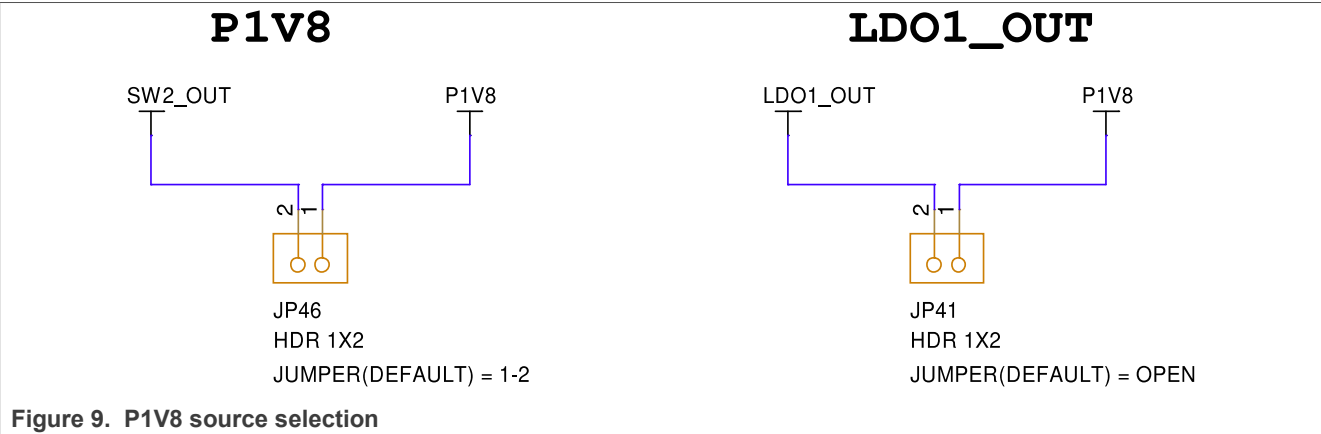 P1V8
LDO1_OUT
SW2_OUT
P1V8
LDO1_OUT
P1V8
2 1
2 1
JP46
HDR 1X2
JUMPER(DEFAULT) = 1-2
JP41
HDR 1X2
JUMPER(DEFAULT) = OPEN
Figure 9. P1V8 source selection